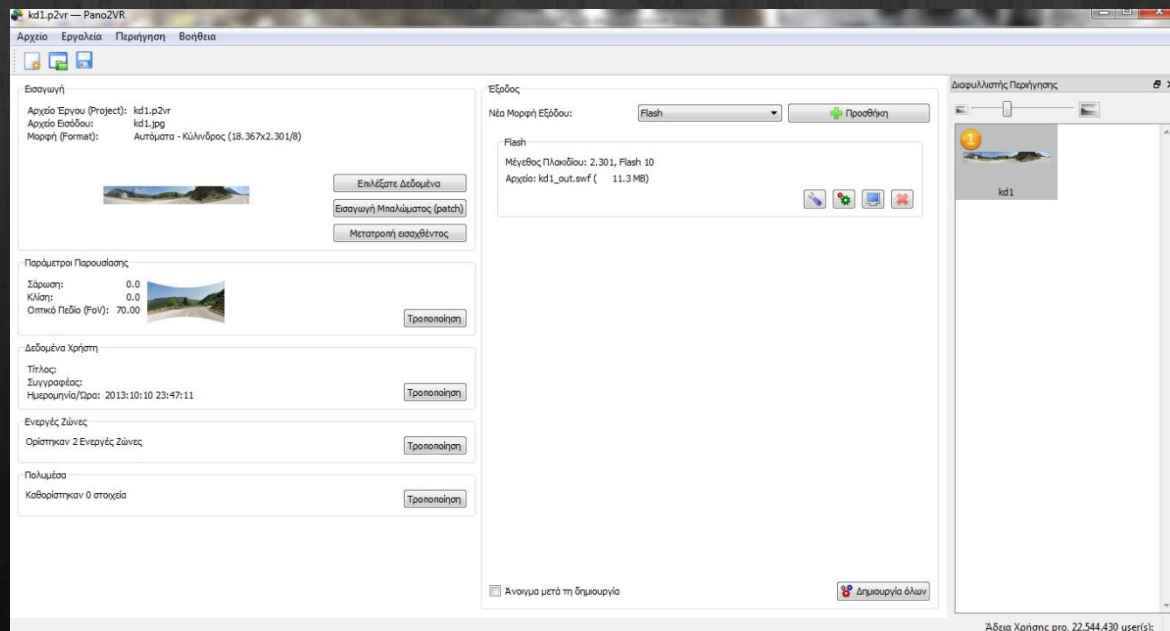 kd1.p2vr — Pano2VR
Αρχείο Εργαλεία Περιήγηση Βοήθεια
Εισαγωγή
Αρχείο Έργου (Project): kd1.p2vr
Αρχείο Εισόδου: kd1.jpg
Μορφή (Format): Αυτόματα - Κύλινδρος (18.367x2.301/8)
Επιλέξατε Δεδομένα
Εισαγωγή Μπαλώματος (patch)
Μετατροπή εισαχθέντος
Παράμετροι Παρουσίασης
Σάρωση: 0.0
Κλίση: 0.0
Οπτικό Πεδίο (FoV): 70.00
Τροποποίηση
Δεδομένα Χρήστη
Τίτλος:
Συγγραφέας:
Ημερομηνία/Ώρα: 2013:10:10 23:47:11
Τροποποίηση
Ενεργές Ζώνες
Ορίστηκαν 2 Ενεργές Ζώνες
Τροποποίηση
Πολυμέσα
Καθορίστηκαν 0 στοιχεία
Τροποποίηση
Έξοδος
Νέα Μορφή Εξόδου: Flash Προσθήκη
Flash
Μέγεθος Πλακιδίου: 2.301, Flash 10
Αρχείο: kd1_out.swf ( 11.3 MB)
Άνοιγμα μετά τη δημιουργία
Δημιουργία όλων
Διαφυλλιστής Περιήγησης
1
kd1
Άδεια Χρήσης pro, 22.544.430 user(s):